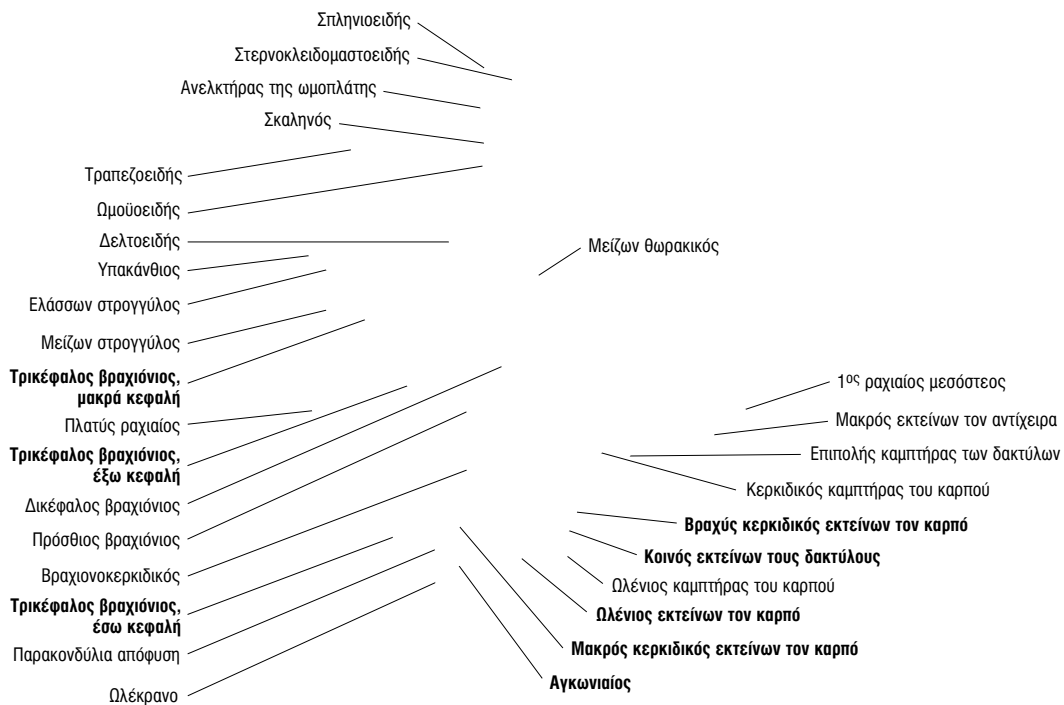 Σπληνιοειδής
Στερνοκλειδομαστοειδής
Ανελκτήρας της ωμοπλάτης
Σκαληνός
Τραπεζοειδής
Ωμοϋοειδής
Δελτοειδής
Υπακάνθιος
Ελάσσων στρογγύλος
Μείζων στρογγύλος
Τρικέφαλος βραχιόνιος,
μακρά κεφαλή
Πλατύς ραχιαίος
Τρικέφαλος βραχιόνιος,
έξω κεφαλή
Δικέφαλος βραχιόνιος
Πρόσθιος βραχιόνιος
Βραχιονοκερκιδικός
Τρικέφαλος βραχιόνιος,
έσω κεφαλή
Παρακονδύλια απόφυση
Ωλέκρανο
Μείζων θωρακικός
1ος ραχιαίος μεσόστεος
Μακρός εκτείνων τον αντίχειρα
Επιπολής καμπτήρας των δακτύλων
Κερκιδικός καμπτήρας του καρπού
Βραχύς κερκιδικός εκτείνων τον καρπό
Κοινός εκτείνων τους δακτύλους
Ωλένιος καμπτήρας του καρπού
Ωλένιος εκτείνων τον καρπό
Μακρός κερκιδικός εκτείνων τον καρπό
Αγκωνιαίος